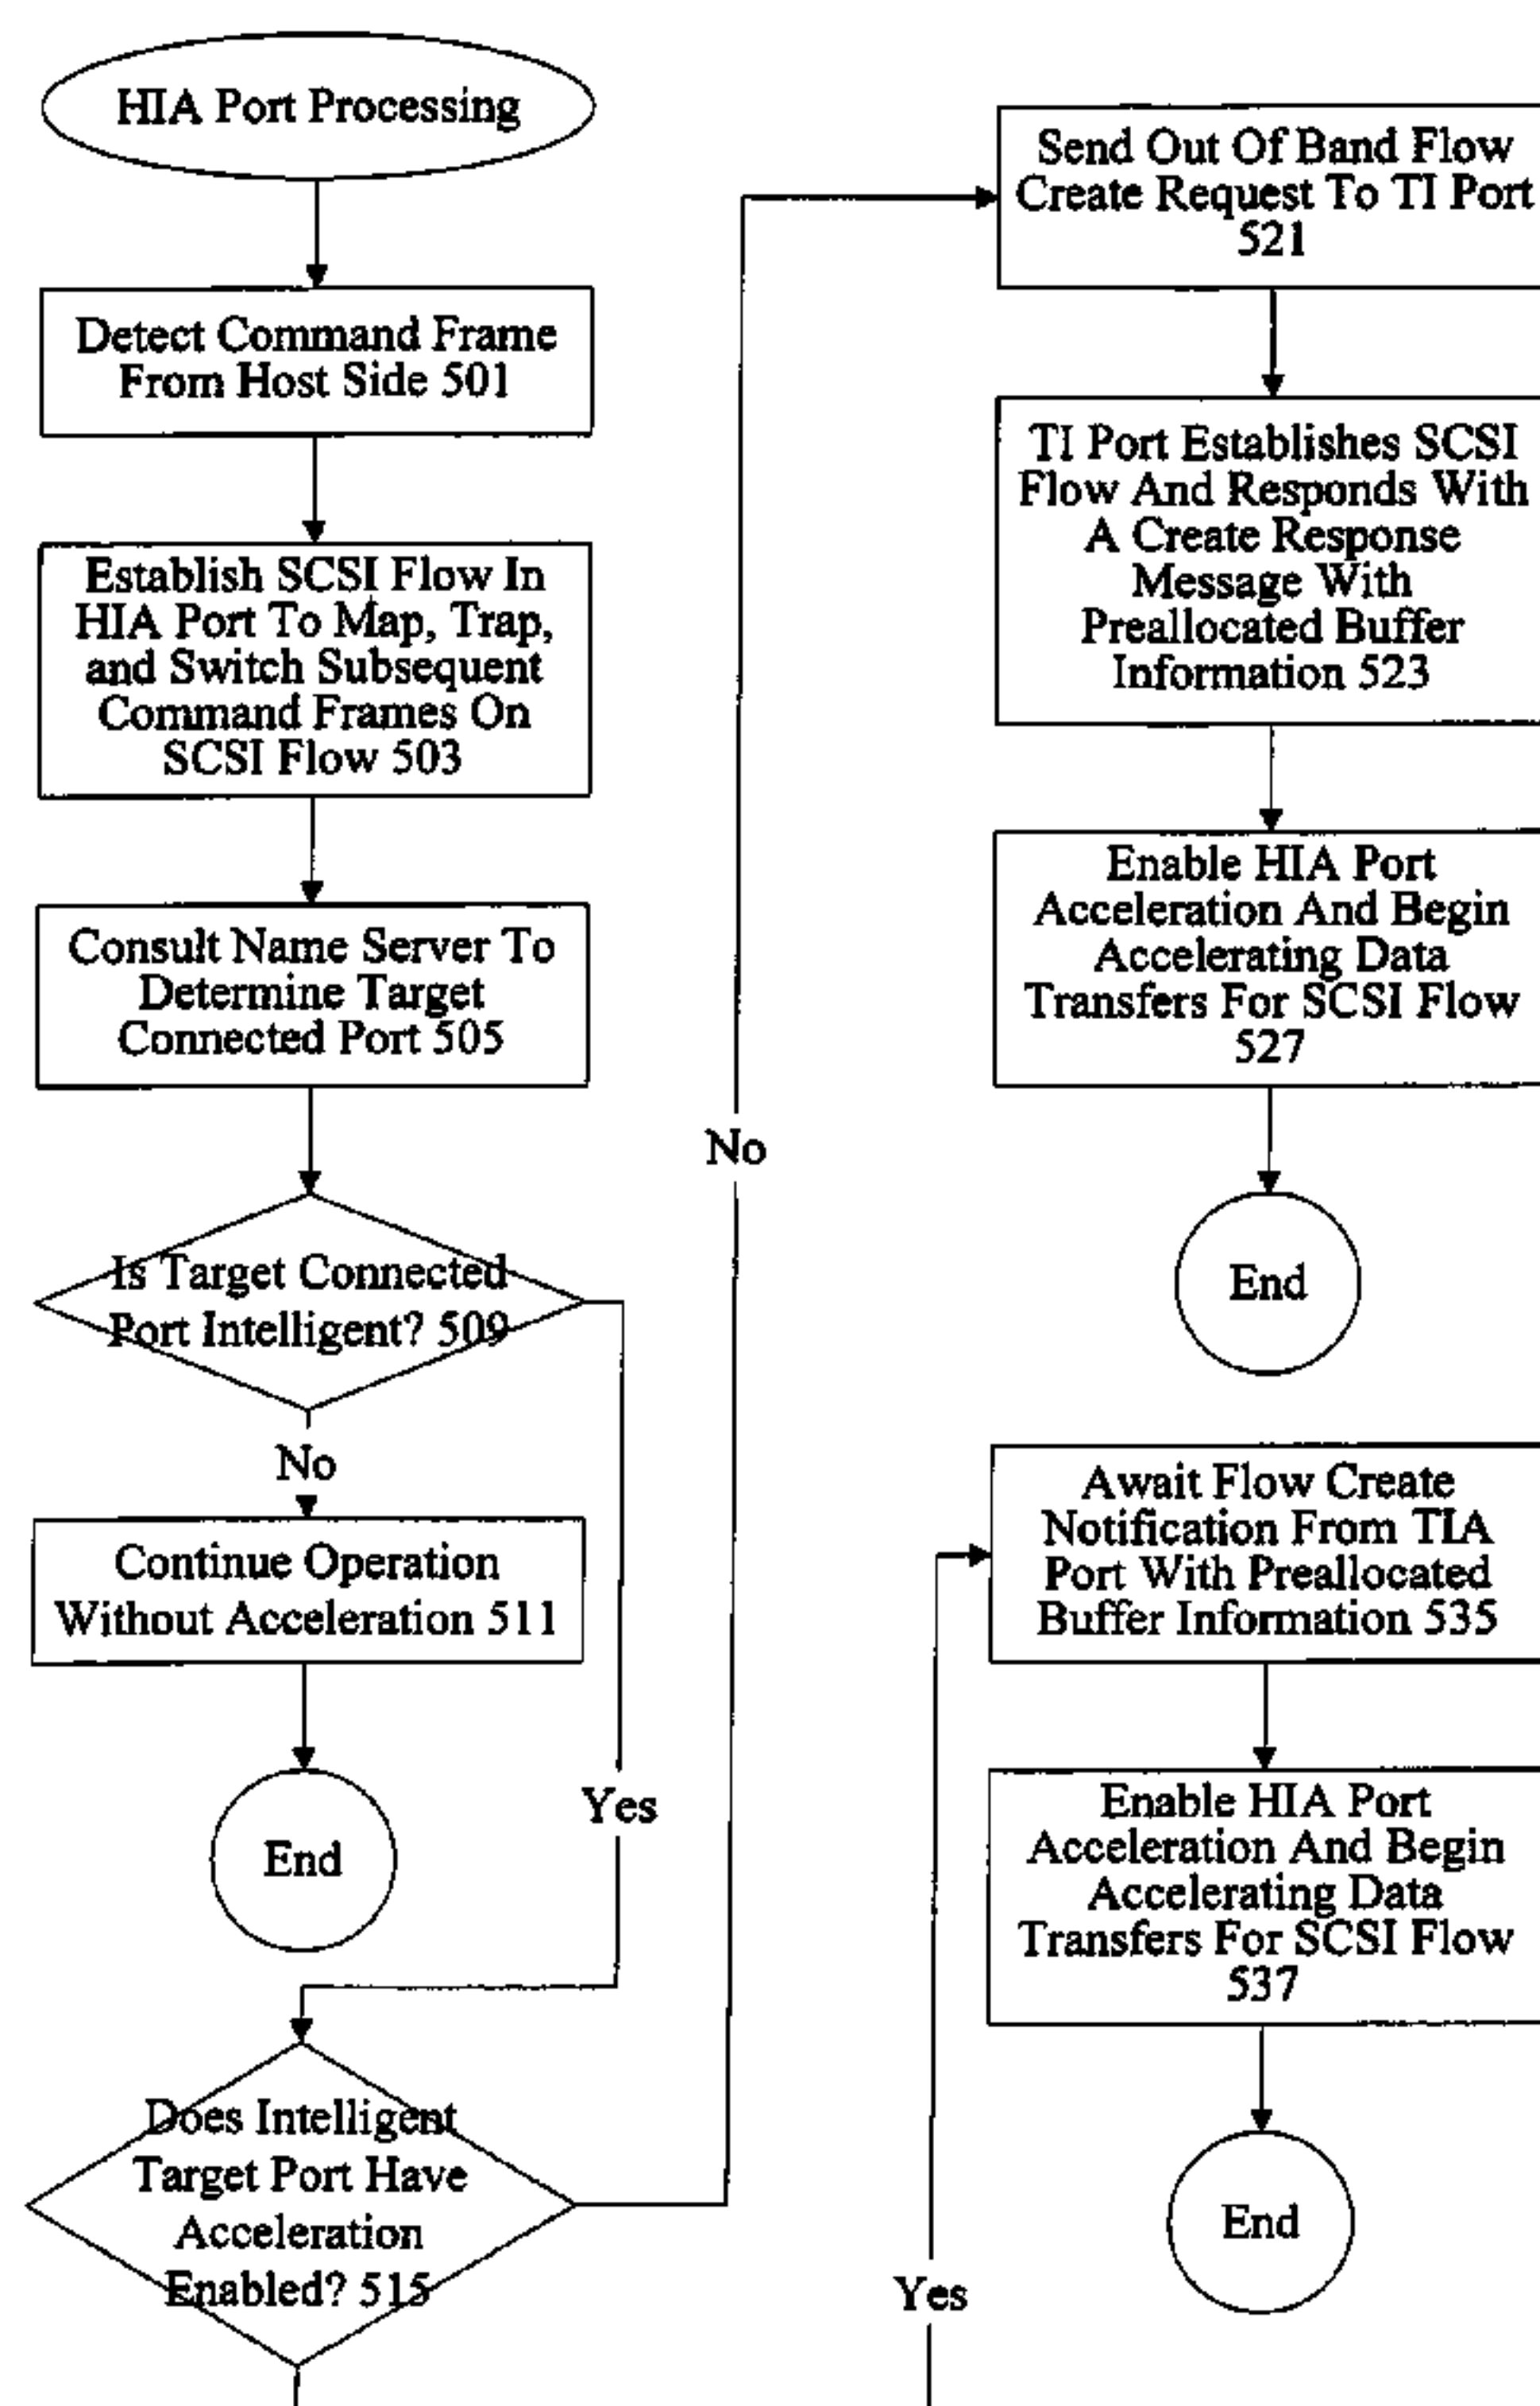 HIA Port Processing
Detect Command Frame
From Host Side 501
Establish SCSI Flow In
HIA Port To Map, Trap,
and Switch Subsequent
Command Frames On
SCSI Flow 503
Consult Name Server To
Determine Target
Connected Port 505
Is Target Connected
Port Intelligent? 509
No
Continue Operation
Without Acceleration 511
End
Yes
Does Intelligent
Target Port Have
Acceleration
Enabled? 515
No
Send Out Of Band Flow
Create Request To TI Port
521
TI Port Establishes SCSI
Flow And Responds With
A Create Response
Message With
Preallocated Buffer
Information 523
Enable HIA Port
Acceleration And Begin
Accelerating Data
Transfers For SCSI Flow
527
End
Yes
Await Flow Create
Notification From TIA
Port With Preallocated
Buffer Information 535
Enable HIA Port
Acceleration And Begin
Accelerating Data
Transfers For SCSI Flow
537
End